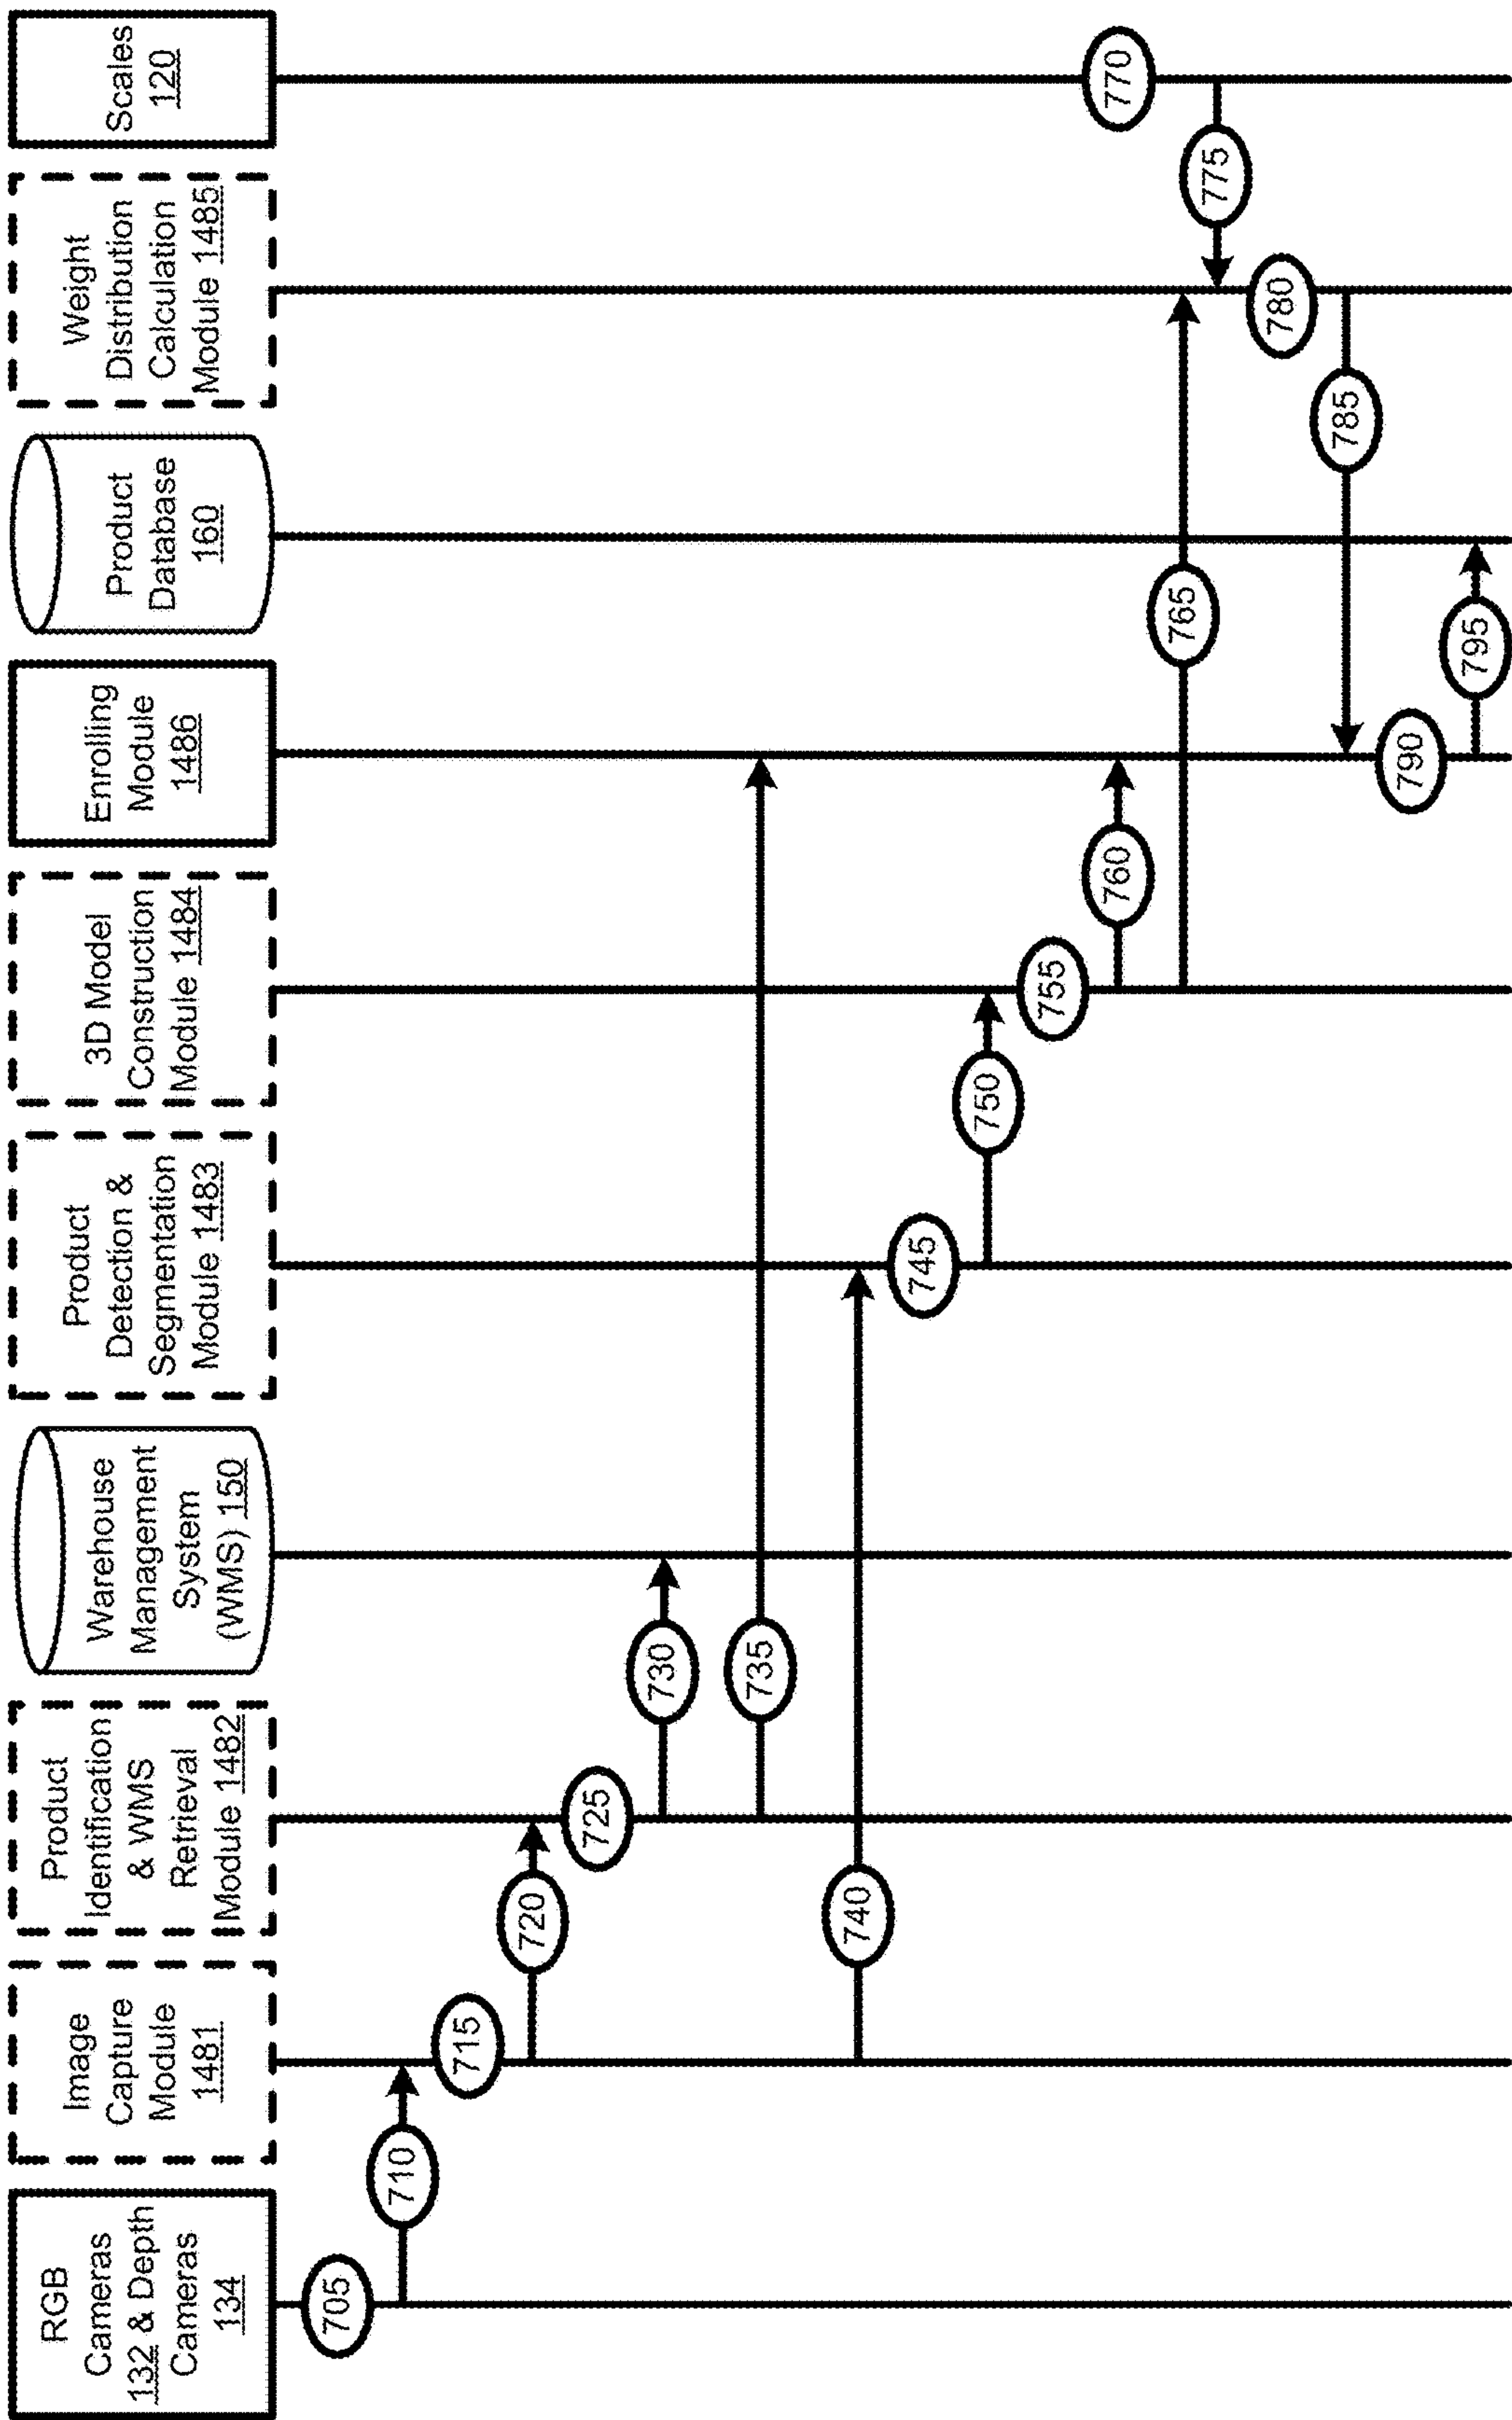 RGB
Cameras
132 & Depth
Cameras
134
Image
Capture
Module
1481
Product
Identification
& WMS
Retrieval
Module 1482
Warehouse
Management
System
(WMS) 150
Product
Detection &
Segmentation
Module 1483
3D Model
Construction
Module 1484
Enrolling
Module
1486
Product
Database
160
Weight
Distribution
Calculation
Module 1485
Scales
120
705
710
715
720
725
730
735
740
745
750
755
760
765
770
775
780
785
790
795